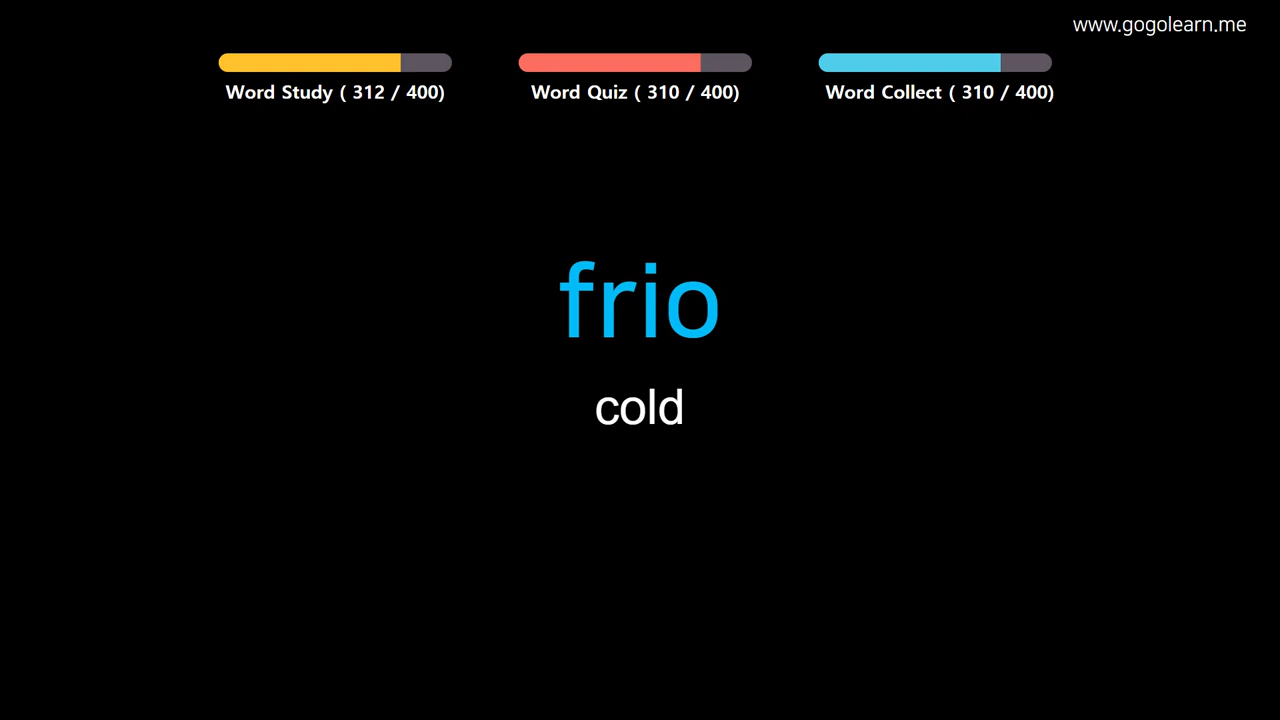 www.gogolearn.me
Word Study ( 312 / 400)
Word Quiz ( 310 / 400)
Word Collect ( 310 / 400)
frio
cold